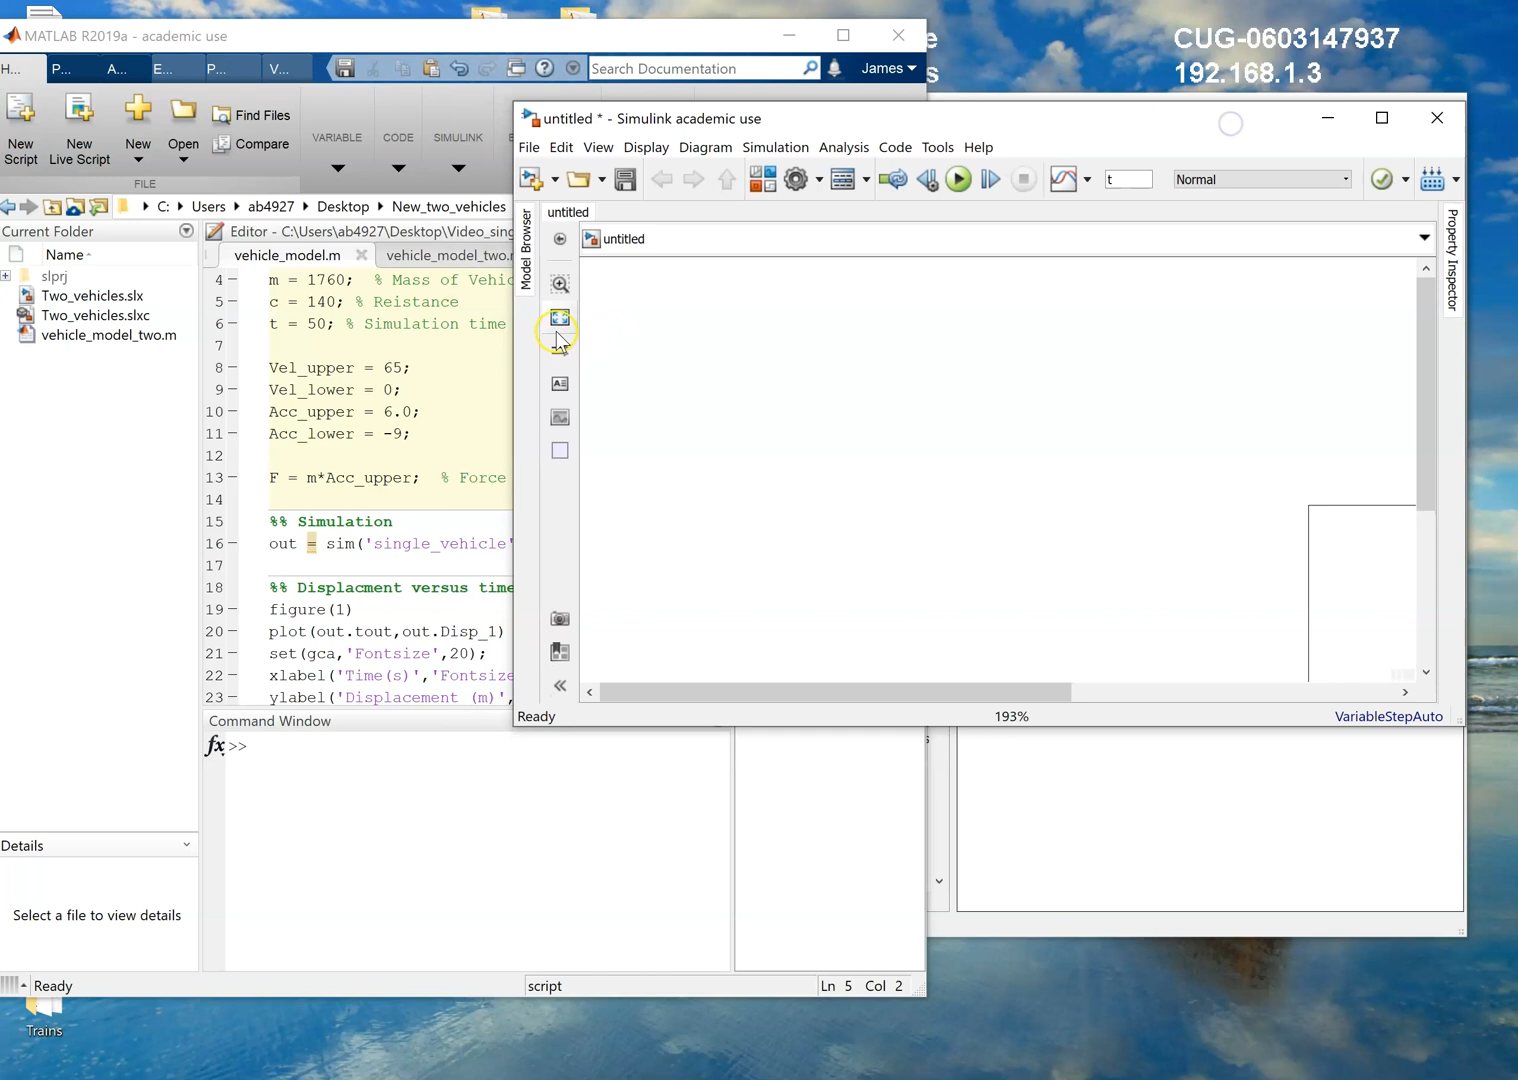 MATLAB R2019a - academic use
CUG-0603147937
192.168.1.3
H... P... A... E... P... V...
Search Documentation
James
New Script
New Live Script
New
Open
Find Files
Compare
VARIABLE
CODE
SIMULINK
FILE
C: Users ab4927 Desktop New_two_vehicles
Current Folder
Name
slprj
Two_vehicles.slx
Two_vehicles.slxc
vehicle_model_two.m
Details
Select a file to view details
Editor - C:\Users\ab4927\Desktop\Video_sing
vehicle_model.m
vehicle_model_two.
4 m = 1760; % Mass of Vehic
5 c = 140; % Reistance
6 t = 50; % Simulation time
7
8 Vel_upper = 65;
9 Vel_lower = 0;
10 Acc_upper = 6.0;
11 Acc_lower = -9;
12
13 F = m*Acc_upper; % Force
14
15 %% Simulation
16 out = sim('single_vehicle'
17
18 %% Displacment versus time
19 figure(1)
20 plot(out.tout,out.Disp_1)
21 set(gca,'Fontsize',20);
22 xlabel('Time(s)','Fontsize
23 ylabel('Displacement (m)',
Command Window
fx >>
Ready
script
Ln 5 Col 2
untitled * - Simulink academic use
File Edit View Display Diagram Simulation Analysis Code Tools Help
t
Normal
untitled
untitled
Model Browser
Property Inspector
Ready
193%
VariableStepAuto
Trains